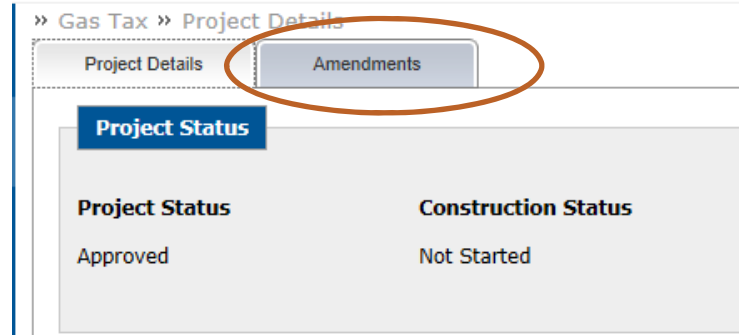 » Gas Tax » Project Details
Project Details Amendments
Project Status
Project Status Construction Status
Approved Not Started